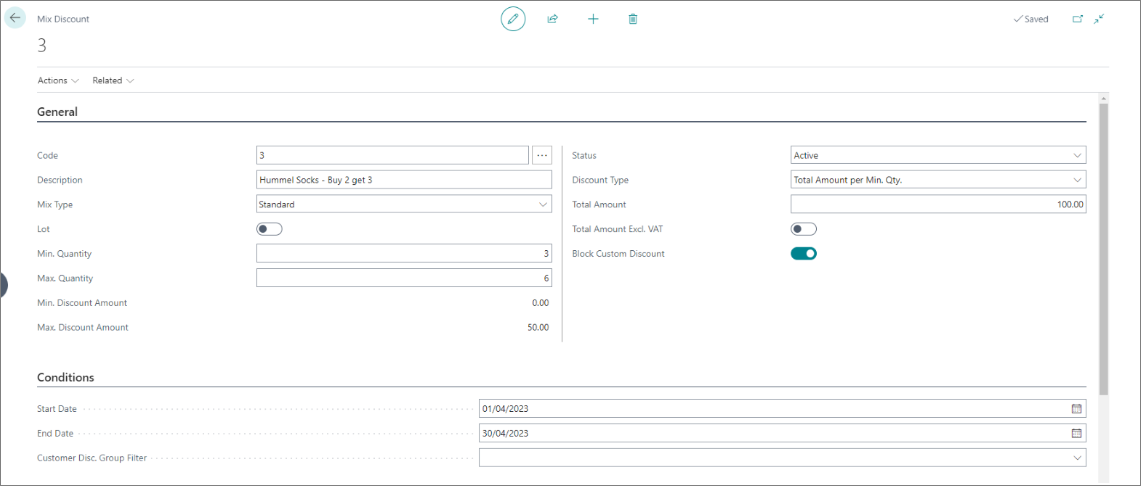 Mix Discount
Saved
3
Actions
Related
General
Code 3 ...
Description Hummel Socks - Buy 2 get 3
Mix Type Standard
Lot
Min. Quantity 3
Max. Quantity 6
Min. Discount Amount 0.00
Max. Discount Amount 50.00
Status Active
Discount Type Total Amount per Min. Qty.
Total Amount 100.00
Total Amount Excl. VAT
Block Custom Discount
Conditions
Start Date 01/04/2023
End Date 30/04/2023
Customer Disc. Group Filter